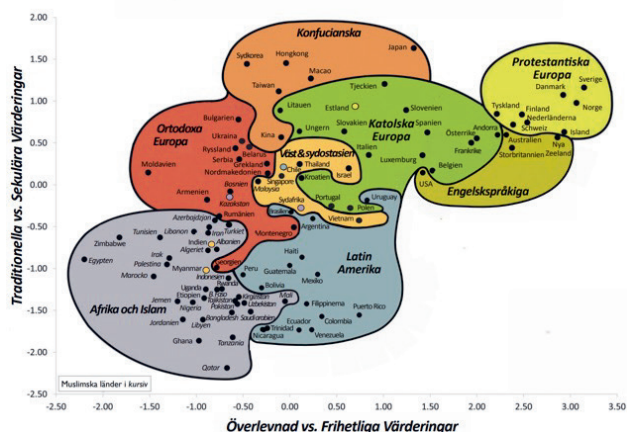 2.00
1.50
1.00
0.50
0.00
-0.50
-1.00
-1.50
-2.00
-2.50
Traditionella vs. Sekulära Värderingar
Konfucianska
Sydkorea
Hongkong
Japan
Macao
Taiwan
Kina
Protestantiska
Europa
Sverige
Danmark
Norge
Tyskland
Finland
Nederländerna
Schweiz
Island
Andorra
Australien
Storbritannien
Nya
Zeeland
USA
Engelskspråkiga
Tjeckien
Litauen
Estland
Slovenien
Ungern
Slovakien
Spanien
Katolska
Europa
Österrike
Frankrike
Italien
Luxemburg
Belgien
Kroatien
Portugal
Polen
Uruguay
Ortodoxa
Europa
Bulgarien
Ukraina
Ryssland
Belarus
Serbia
Grekland
Nordmakedonien
Moldavien
Armenien
Bosnien
Kazakston
Rumänien
Montenegro
Georgien
Väst & sydostasien
Thailand
Chile
Singapore
Israel
Malaysia
Sydafrika
Vietnam
Brasilien
Argentina
Latin
Amerika
Haiti
Peru
Guatemala
Mexiko
Bolivia
Mali
Filippinerna
Puerto Rico
Ecuador
Colombia
Trinidad
Nicaragua
Venezuela
Azerbajdzjan
Zimbabwe
Tunisien
Libanon
Iran
Turkiet
Egypten
Irak
Indien
Albanien
Algeriet
Palestina
Marocko
Myanmar
Indonesien
Rwanda
Uganda
Etiopien
B. Faso
Kirgistan
Jemen
Nigeria
Tajikistan
Uzbekistan
Pakistan
Bangladesh
Saudiarabien
Afrika och Islam
Jordanien
Libyen
Ghana
Tanzania
Qatar
Muslimska länder i kursiv
-2.50
-2.00
-1.50
-1.00
-0.50
0.00
0.50
1.00
1.50
2.00
2.50
3.00
3.50
Överlevnad vs. Frihetliga Värderingar